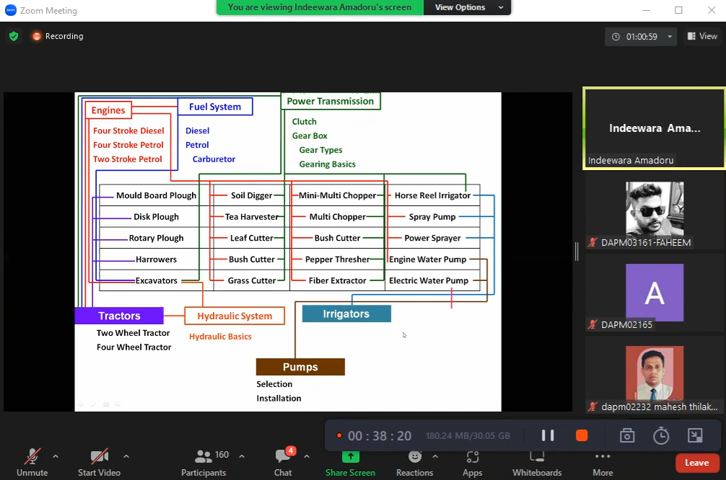 Zoom Meeting
You are viewing Indeewara Amadoru's screen
View Options
Recording
01:00:59
View
Engines
Fuel System
Power Transmission
Four Stroke Diesel
Four Stroke Petrol
Two Stroke Petrol
Diesel
Petrol
Carburetor
Clutch
Gear Box
Gear Types
Gearing Basics
Mould Board Plough Soil Digger Mini-Multi Chopper Horse Reel Irrigator
Disk Plough Tea Harvester Multi Chopper Spray Pump
Rotary Plough Leaf Cutter Bush Cutter Power Sprayer
Harrowers Bush Cutter Pepper Thresher Engine Water Pump
Excavators Grass Cutter Fiber Extractor Electric Water Pump
Tractors
Two Wheel Tractor
Four Wheel Tractor
Hydraulic System
Hydraulic Basics
Irrigators
Pumps
Selection
Installation
Indeewara Ama...
Indeewara Amadoru
DAPM03161-FAHEEM
A
DAPM02165
dapm02232 mahesh thilak...
00:38:20
180.24 MB/30.05 GB
Unmute
Start Video
160
Participants
4
Chat
Share Screen
Reactions
Apps
Whiteboards
More
Leave